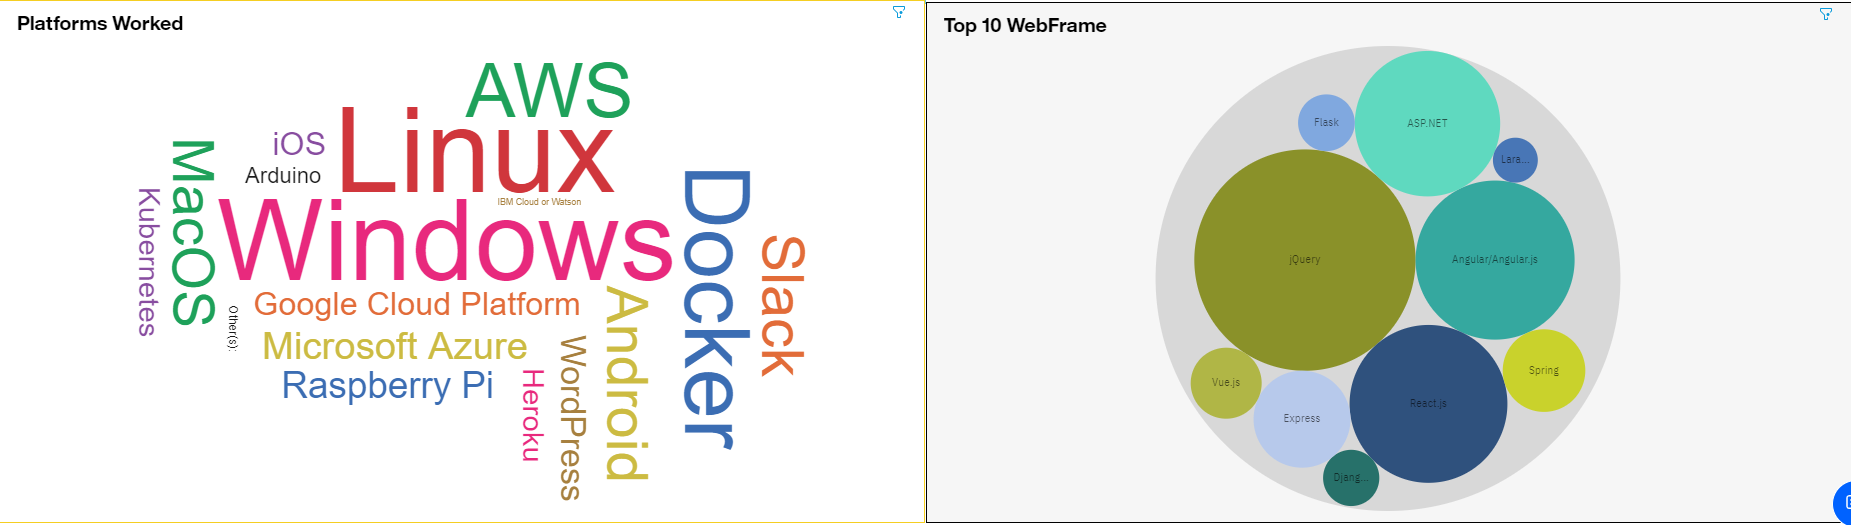 Platforms Worked
AWS
Linux
iOS
Arduino
MacOS
Kubernetes
IBM Cloud or Watson
Windows
Docker
Slack
Google Cloud Platform
Other(s):
Microsoft Azure
Raspberry Pi
Android
WordPress
Heroku
Top 10 WebFrame
Flask
ASP.NET
Lara...
jQuery
Angular/Angular.js
Vue.js
Express
React.js
Spring
Djang...